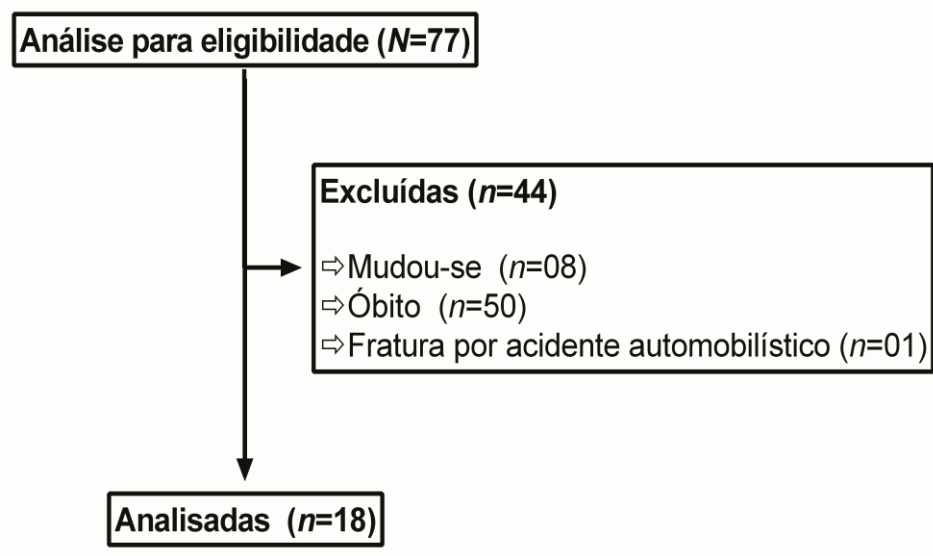 Análise para eligibilidade (N=77)
Excluídas (n=44)
⇨Mudou-se (n=08)
⇨Óbito (n=50)
⇨Fratura por acidente automobilístico (n=01)
Analisadas (n=18)